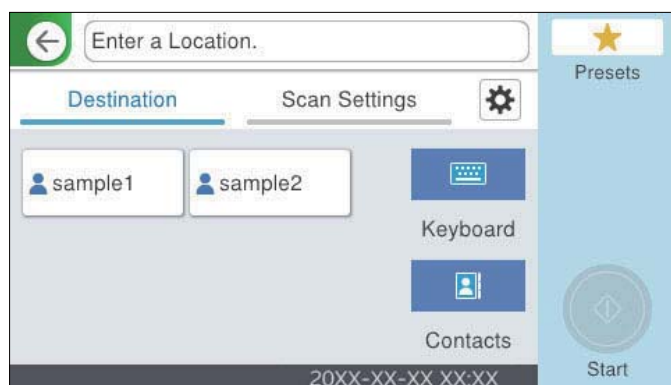 Enter a Location.
Presets
Destination
Scan Settings
sample1
sample2
Keyboard
Contacts
Start
20XX-XX-XX XX:XX